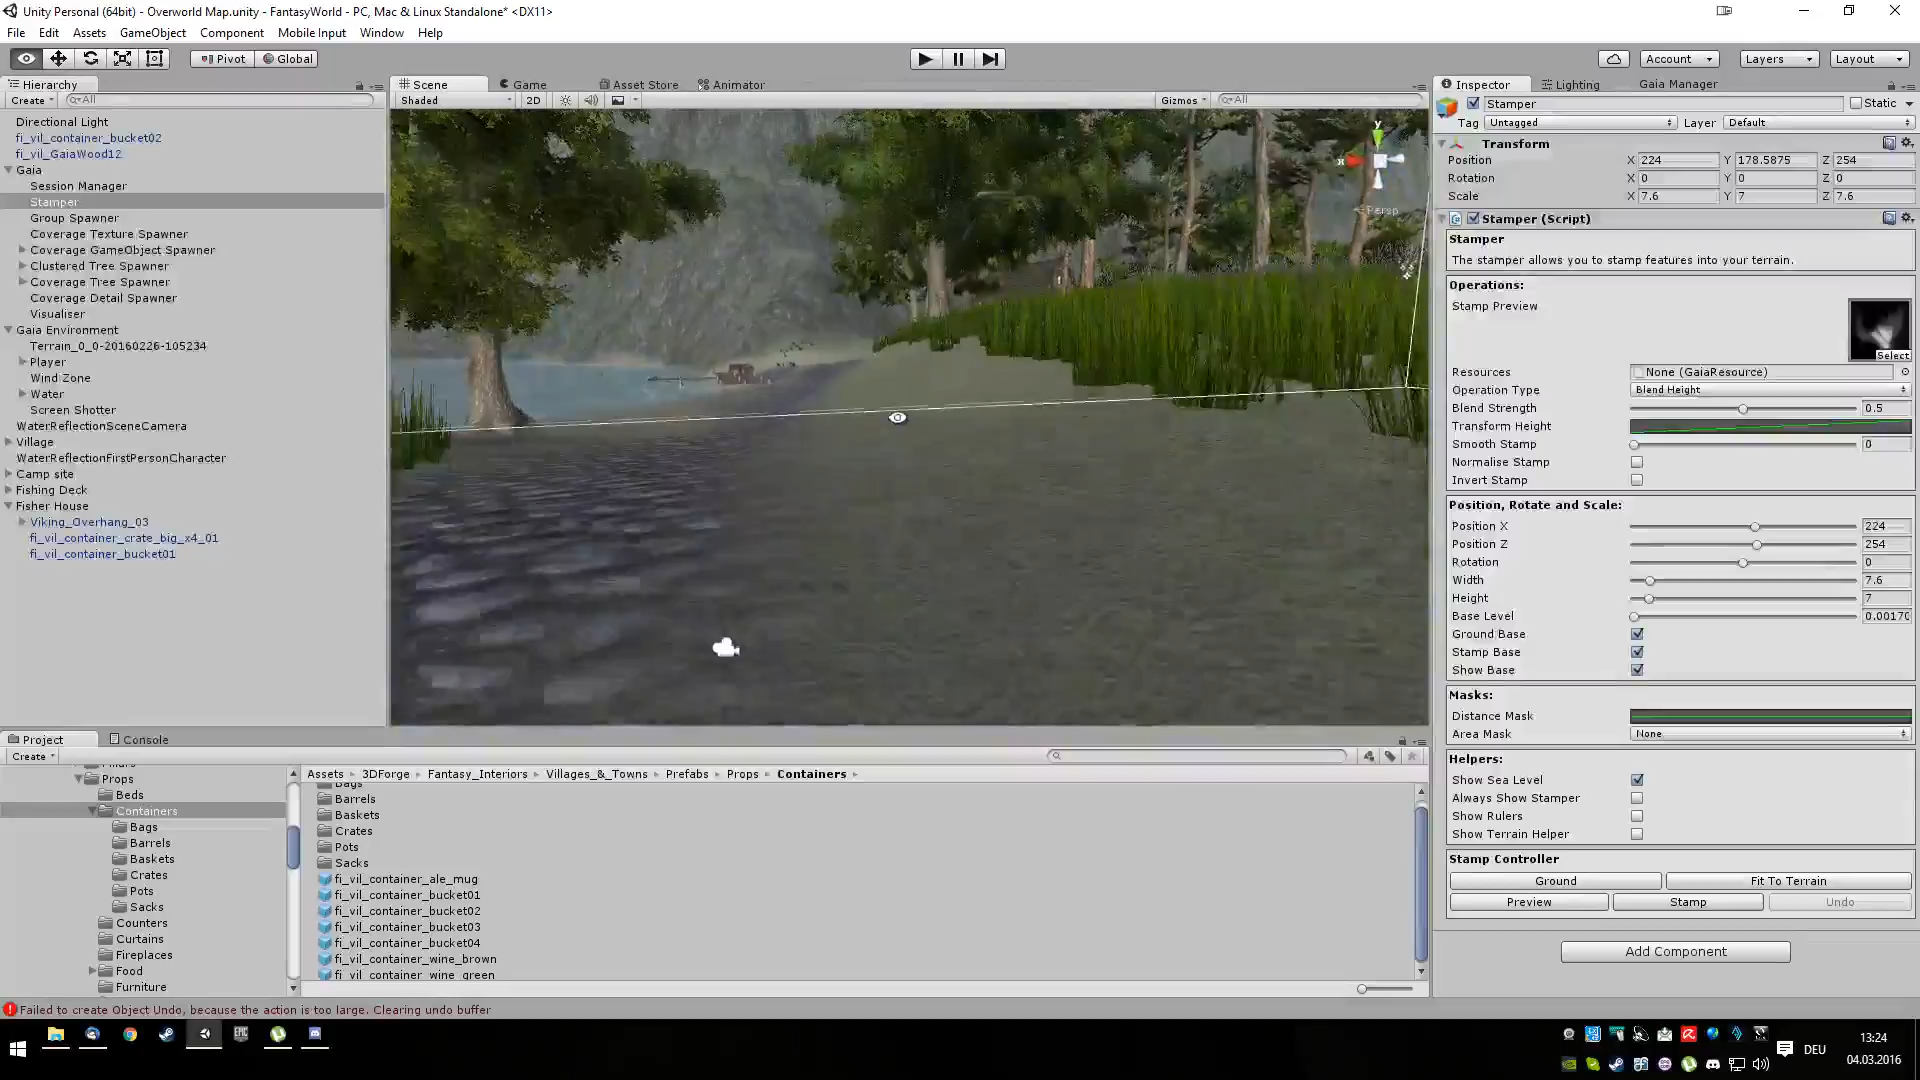 Unity Personal (64bit) - Overworld Map.unity - FantasyWorld - PC, Mac & Linux Standalone* <DX11>
File Edit Assets GameObject Component Mobile Input Window Help
Pivot Global Account Layers Layout
Hierarchy
Create All
Directional Light
fi_vil_container_bucket02
fi_vil_GaiaWood12
Gaia
Session Manager
Stamper
Group Spawner
Coverage Texture Spawner
Coverage GameObject Spawner
Clustered Tree Spawner
Coverage Tree Spawner
Coverage Detail Spawner
Visualiser
Gaia Environment
Terrain_0_0-20160226-105234
Player
Wind Zone
Water
Screen Shotter
WaterReflectionSceneCamera
Village
WaterReflectionFirstPersonCharacter
Camp site
Fishing Deck
Fisher House
Viking_Overhang_03
fi_vil_container_crate_big_x4_01
fi_vil_container_bucket01
Scene Game Asset Store Animator
Shaded 2D Gizmos All
y
x
Persp
Inspector Lighting Gaia Manager
Stamper Static
Tag Untagged Layer Default
Transform
Position X 224 Y 178.5875 Z 254
Rotation X 0 Y 0 Z 0
Scale X 7.6 Y 7 Z 7.6
Stamper (Script)
Stamper
The stamper allows you to stamp features into your terrain.
Operations:
Stamp Preview
Select
Resources None (GaiaResource)
Operation Type Blend Height
Blend Strength 0.5
Transform Height
Smooth Stamp 0
Normalise Stamp
Invert Stamp
Position, Rotate and Scale:
Position X 224
Position Z 254
Rotation 0
Width 7.6
Height 7
Base Level 0.0017
Ground Base
Stamp Base
Show Base
Masks:
Distance Mask
Area Mask None
Helpers:
Show Sea Level
Always Show Stamper
Show Rulers
Show Terrain Helper
Stamp Controller
Ground Fit To Terrain
Preview Stamp Undo
Add Component
Project Console
Create
Props
Beds
Containers
Bags
Barrels
Baskets
Crates
Pots
Sacks
Counters
Curtains
Fireplaces
Food
Furniture
Assets 3DForge Fantasy_Interiors Villages_&_Towns Prefabs Props Containers
Bags
Barrels
Baskets
Crates
Pots
Sacks
fi_vil_container_ale_mug
fi_vil_container_bucket01
fi_vil_container_bucket02
fi_vil_container_bucket03
fi_vil_container_bucket04
fi_vil_container_wine_brown
fi_vil_container_wine_green
Failed to create Object Undo, because the action is too large. Clearing undo buffer
EPIC
DEU
13:24
04.03.2016